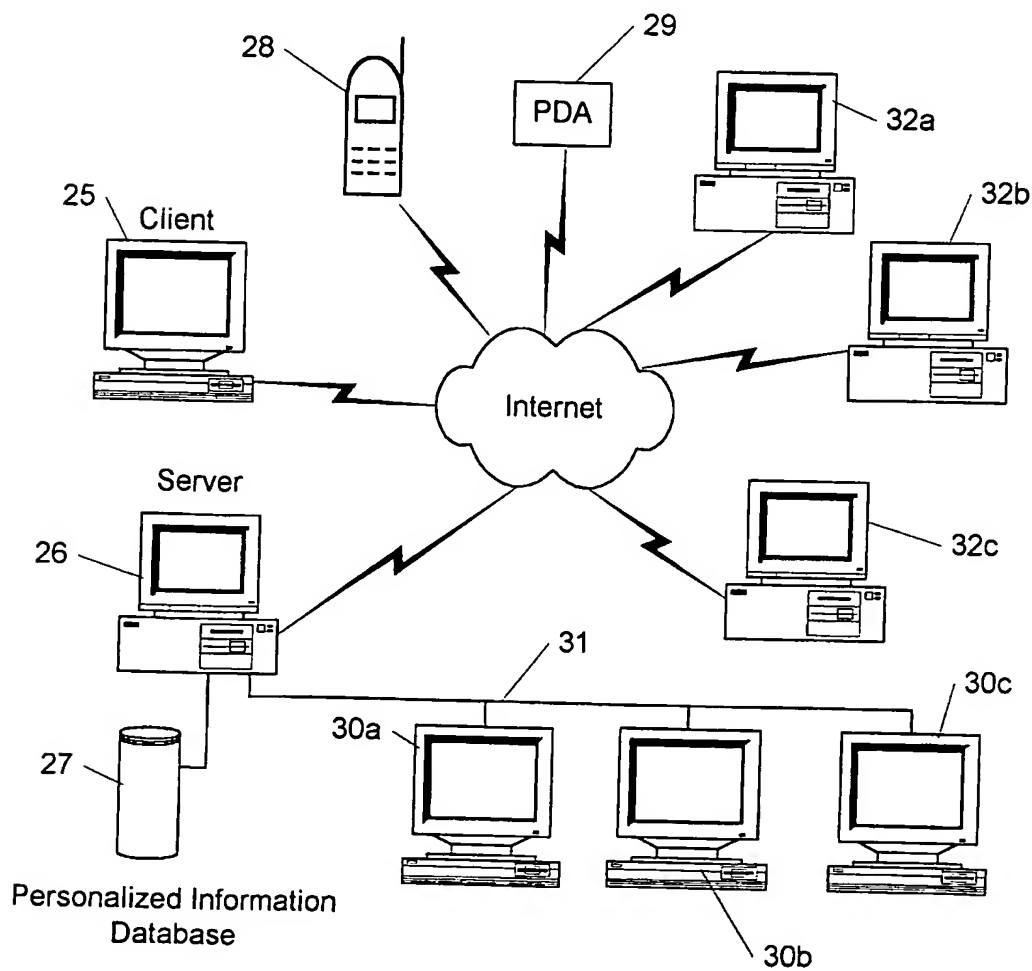 28
29
PDA
32a
25
Client
32b
Internet
Server
26
32c
31
30a
30c
27
Personalized Information
Database
30b